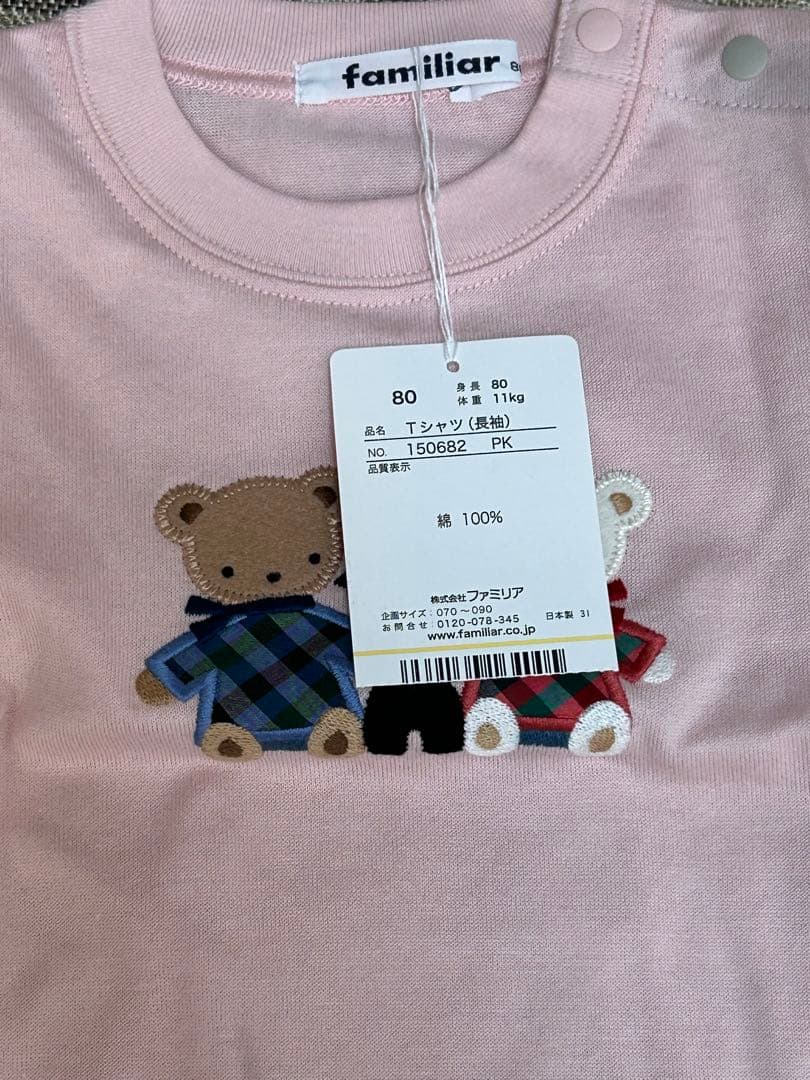 familiar 80
80 身長 80
体重 11kg
品名 Tシャツ(長袖)
NO. 150682 PK
品質表示
綿 100%
株式会社ファミリア
企画サイズ:070〜090
お問合せ:0120-078-345 日本製 31
www.familiar.co.jp